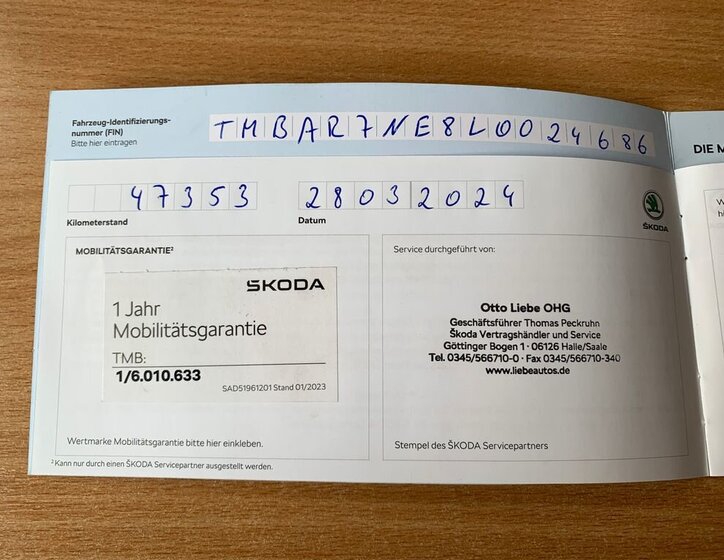 Fahrzeug-Identifizierungs-
nummer (FIN)
Bitte hier eintragen
TMBAR7NE8L0024686
47353
Kilometerstand
28032024
Datum
ŠKODA
MOBILITÄTSGARANTIE²
ŠKODA
1 Jahr
Mobilitätsgarantie
TMB:
1/6.010.633
SAD51961201 Stand 01/2023
Wertmarke Mobilitätsgarantie bitte hier einkleben.
² Kann nur durch einen ŠKODA Servicepartner ausgestellt werden.
Service durchgeführt von:
Otto Liebe OHG
Geschäftsführer Thomas Peckruhn
Škoda Vertragshändler und Service
Göttinger Bogen 1 · 06126 Halle/Saale
Tel. 0345/566710-0 · Fax 0345/566710-340
www.liebeautos.de
Stempel des ŠKODA Servicepartners
DIE